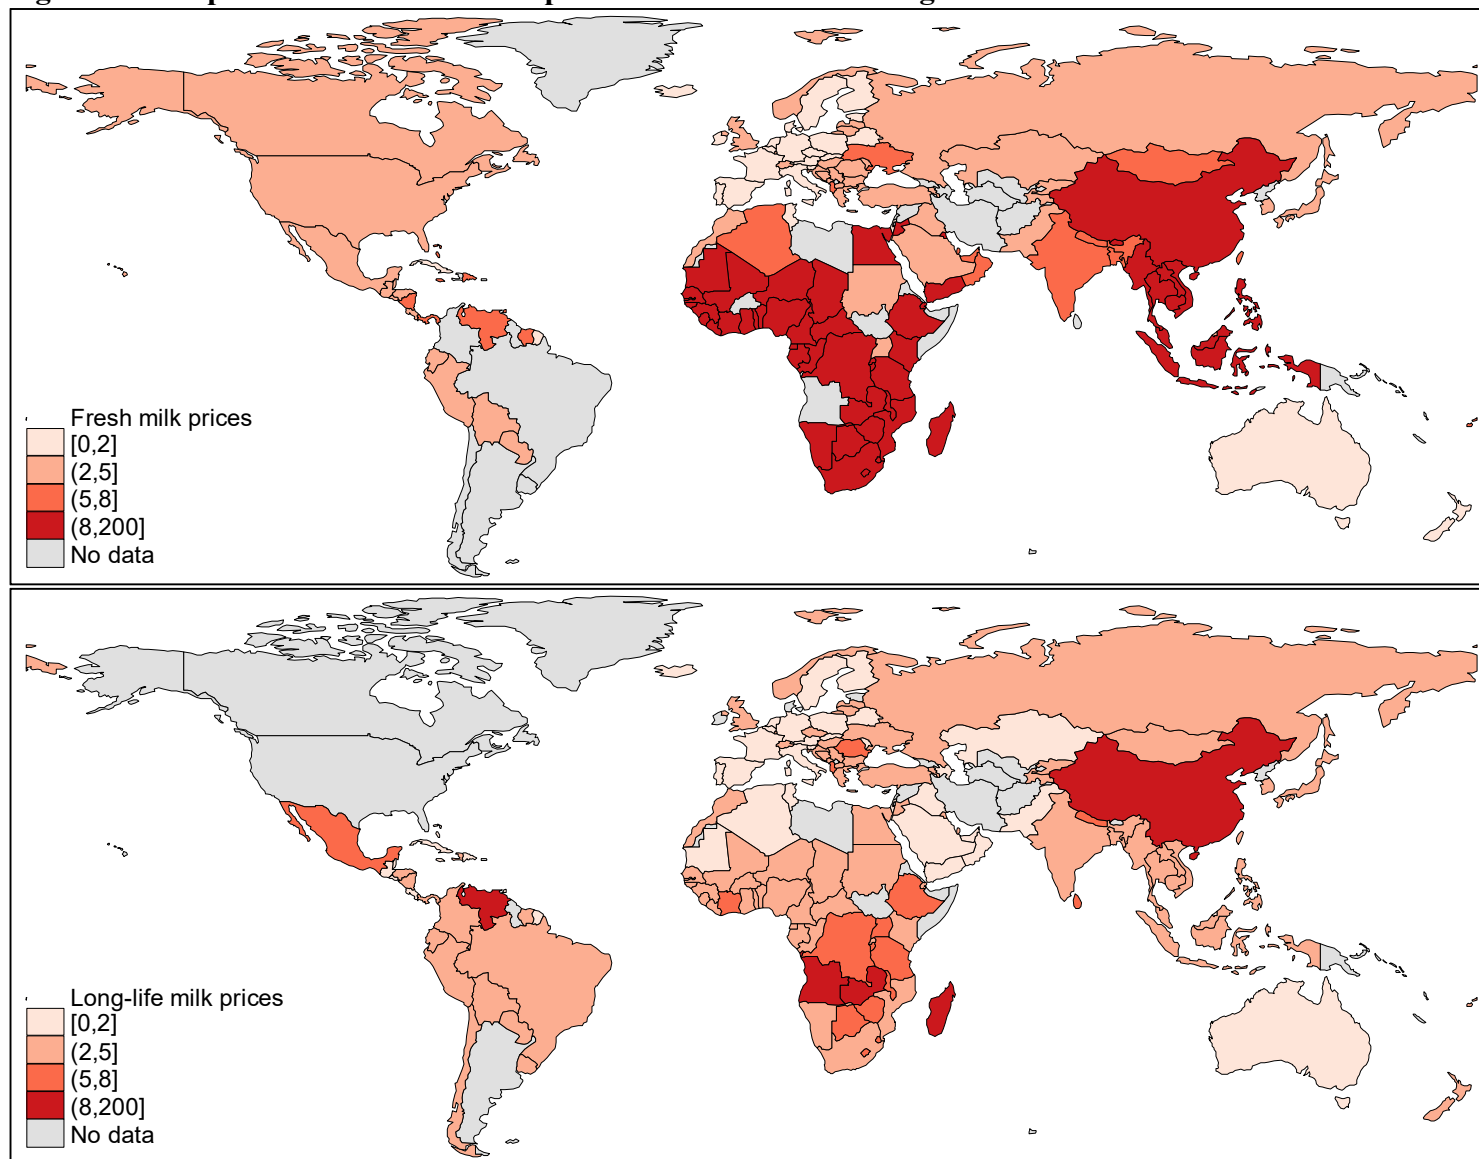 Fresh milk prices
[0,2]
(2,5]
(5,8]
(8,200]
No data
Long-life milk prices
[0,2]
(2,5]
(5,8]
(8,200]
No data